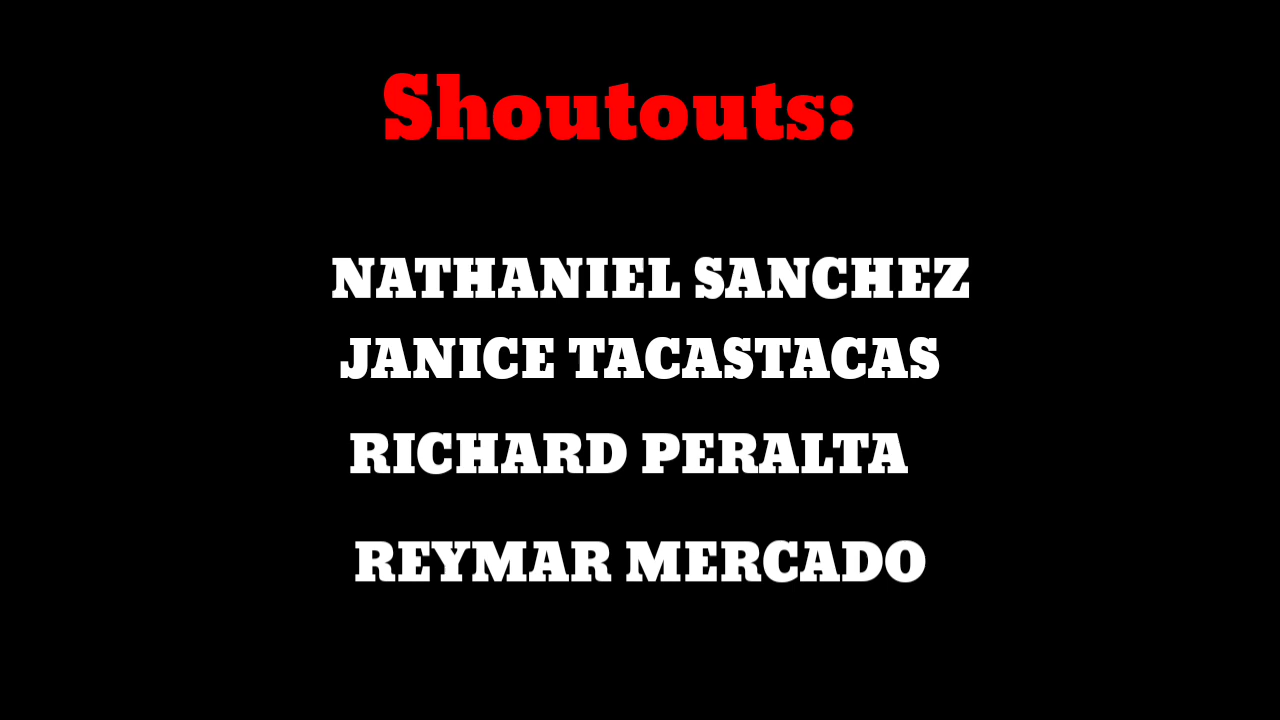 Shoutouts:
NATHANIEL SANCHEZ
JANICE TACASTACAS
RICHARD PERALTA
REYMAR MERCADO